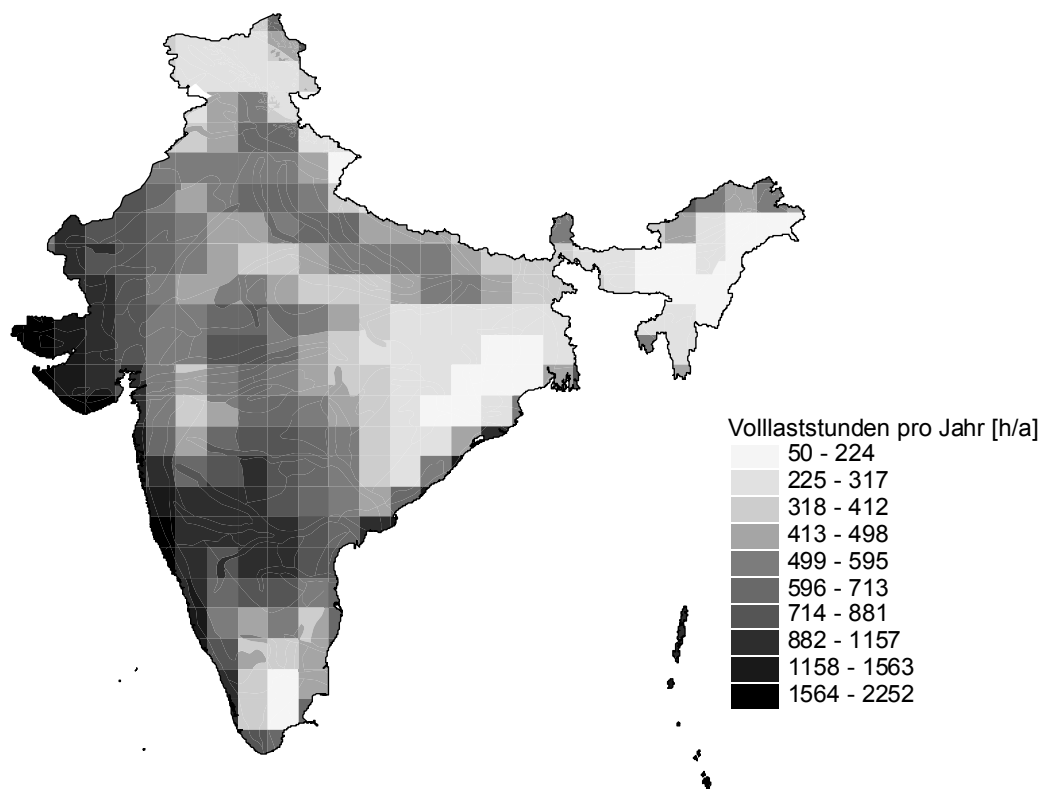 Volllaststunden pro Jahr [h/a]
50 - 224
225 - 317
318 - 412
413 - 498
499 - 595
596 - 713
714 - 881
882 - 1157
1158 - 1563
1564 - 2252